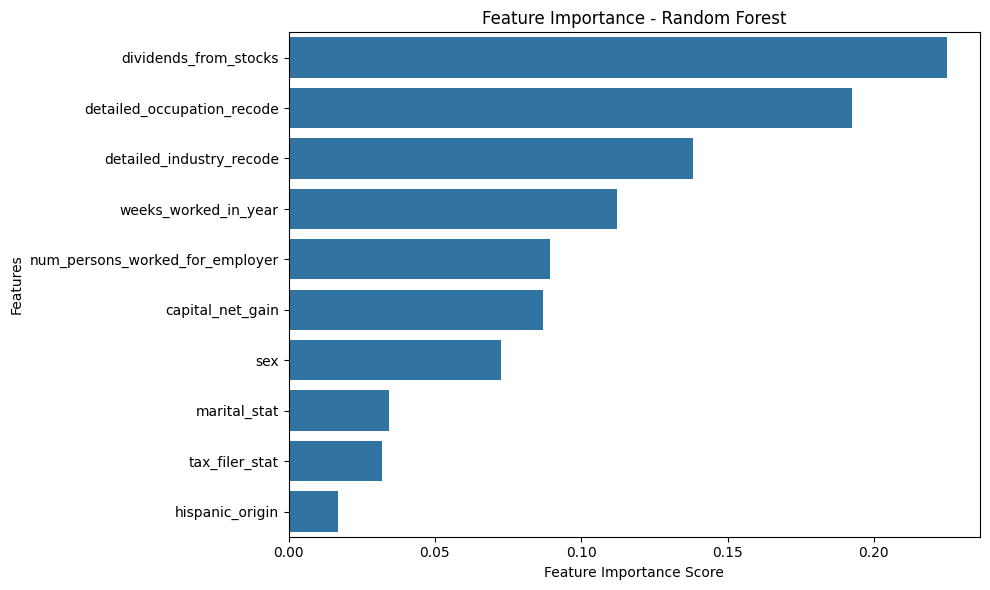 Feature Importance - Random Forest
Features
dividends_from_stocks
detailed_occupation_recode
detailed_industry_recode
weeks_worked_in_year
num_persons_worked_for_employer
capital_net_gain
sex
marital_stat
tax_filer_stat
hispanic_origin
0.00 0.05 0.10 0.15 0.20
Feature Importance Score